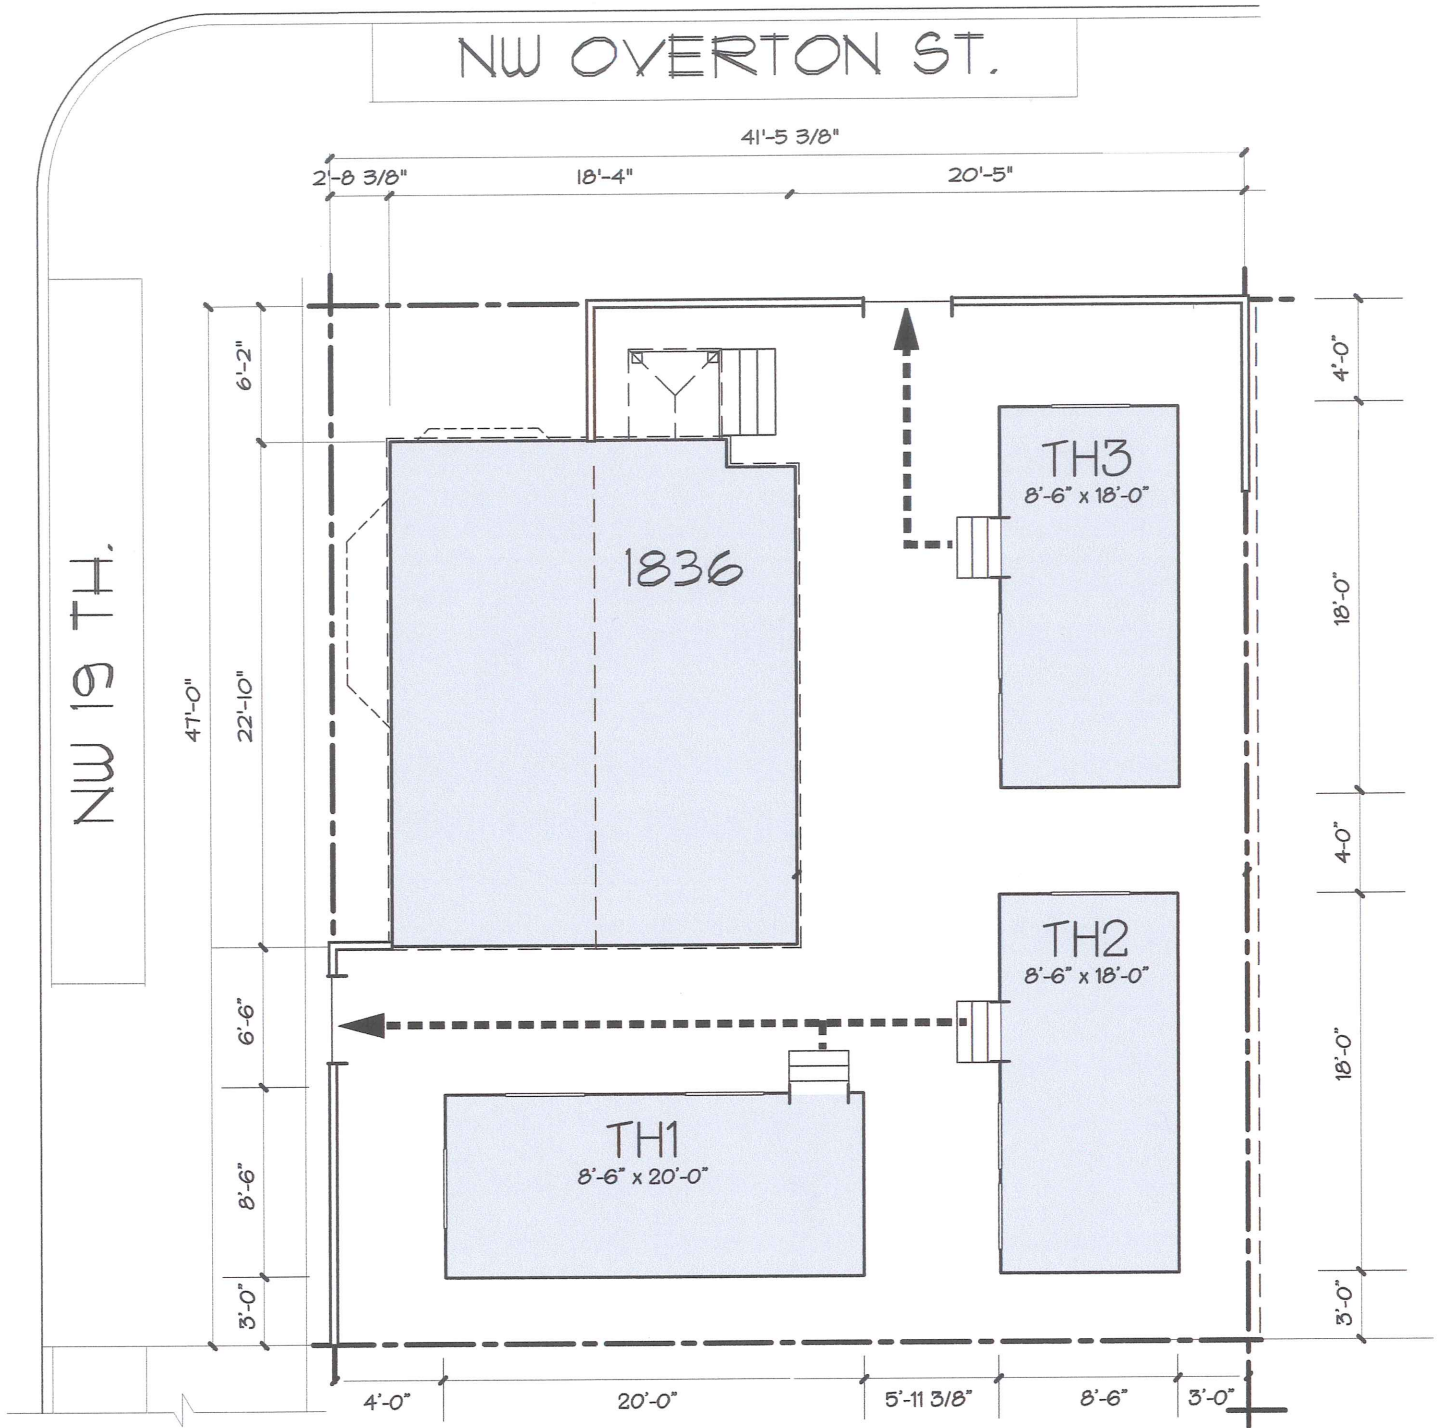 NW OVERTON ST.
41'-5 3/8"
2'-8 3/8"
18'-4"
20'-5"
6'-2"
4'-0"
TH3
8'-6" x 18'-0"
1836
18'-0"
NW 19 TH.
47'-0"
22'-10"
4-0"
TH2
8'-6" x 18'-0"
6'-6"
18'-0"
TH1
8'-6" x 20'-0"
8'-6"
3'-0"
3'-0"
4'-0"
20'-0"
5'-11 3/8"
8'-6"
3'-0"